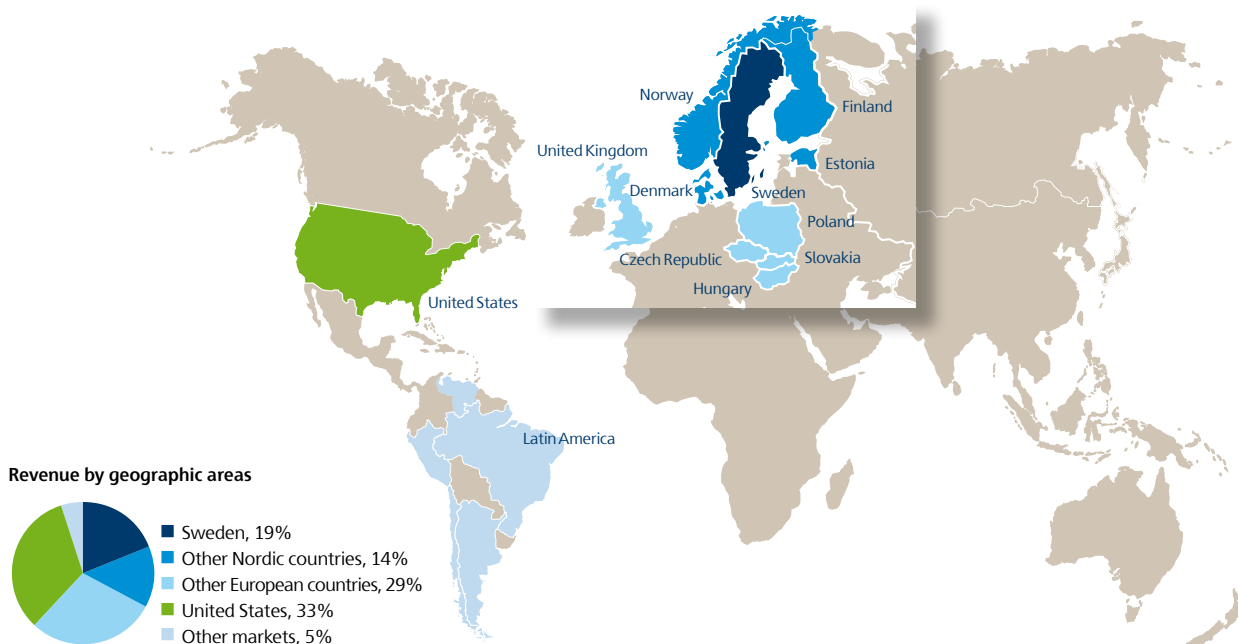 Norway
Finland
United Kingdom
Estonia
Denmark
Sweden
Poland
Czech Republic
Slovakia
Hungary
United States
Latin America
Revenue by geographic areas
Sweden, 19%
Other Nordic countries, 14%
Other European countries, 29%
United States, 33%
Other markets, 5%